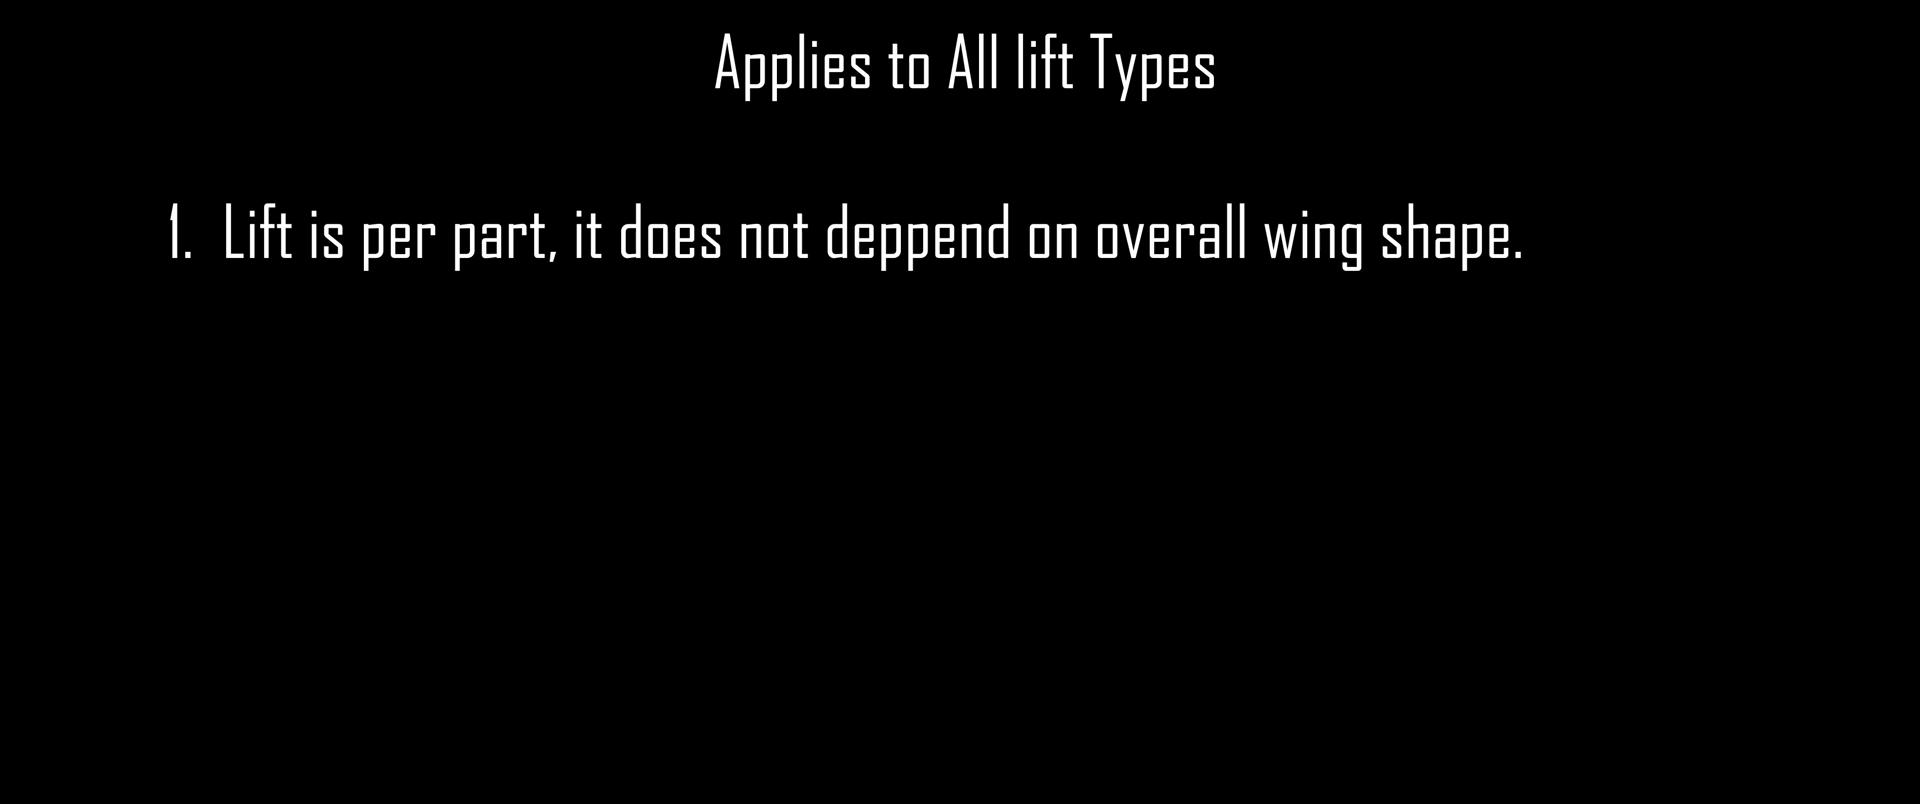 Applies to All lift Types
1. Lift is per part, it does not deppend on overall wing shape.